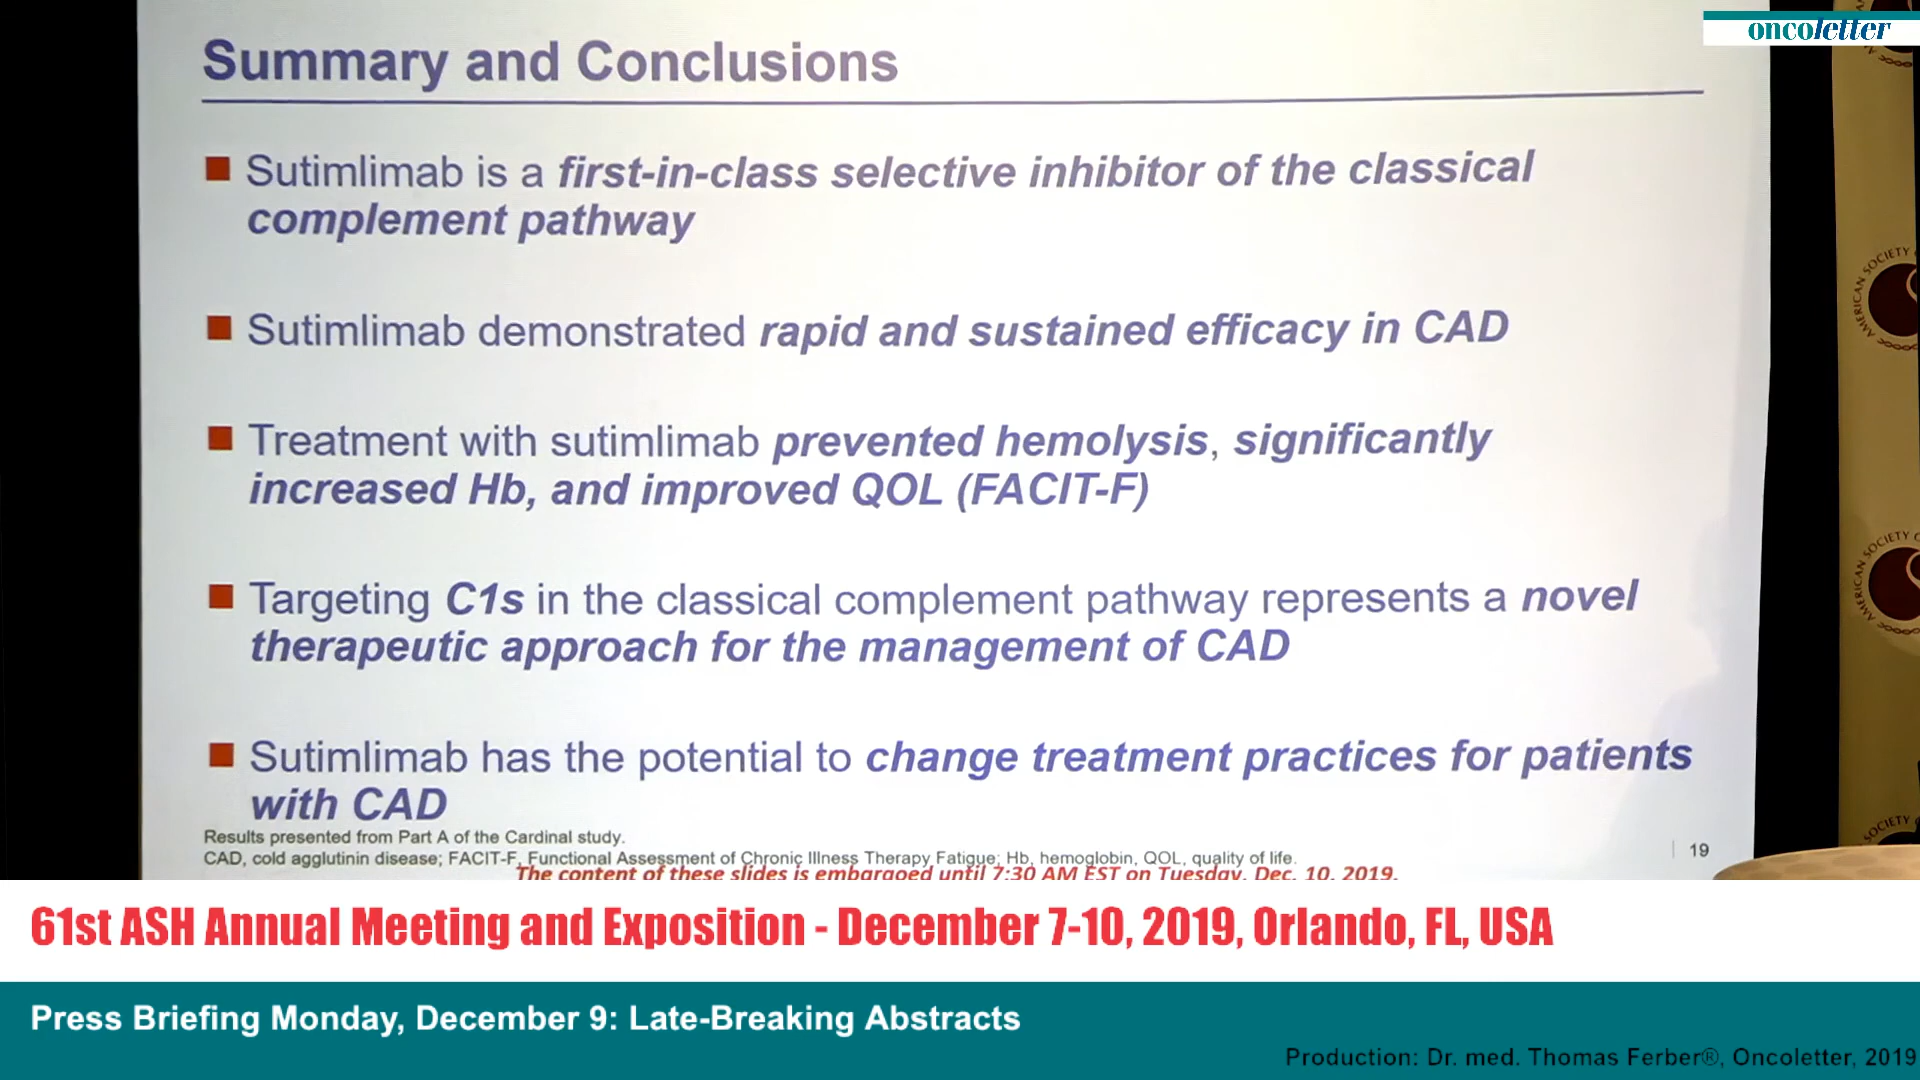 oncoletter
Summary and Conclusions
Sutimlimab is a first-in-class selective inhibitor of the classical
complement pathway
Sutimlimab demonstrated rapid and sustained efficacy in CAD
Treatment with sutimlimab prevented hemolysis, significantly
increased Hb, and improved QOL (FACIT-F)
Targeting C1s in the classical complement pathway represents a novel
therapeutic approach for the management of CAD
Sutimlimab has the potential to change treatment practices for patients
with CAD
Results presented from Part A of the Cardinal study.
CAD, cold agglutinin disease; FACIT-F, Functional Assessment of Chronic Illness Therapy Fatigue; Hb, hemoglobin, QOL, quality of life.
19
The content of these slides is embargoed until 7:30 AM EST on Tuesday, Dec. 10, 2019.
AMERICAN SOCIETY
AMERICAN SOCIETY
SOCIETY
61st ASH Annual Meeting and Exposition - December 7-10, 2019, Orlando, FL, USA
Press Briefing Monday, December 9: Late-Breaking Abstracts
Production: Dr. med. Thomas Ferber®, Oncoletter, 2019